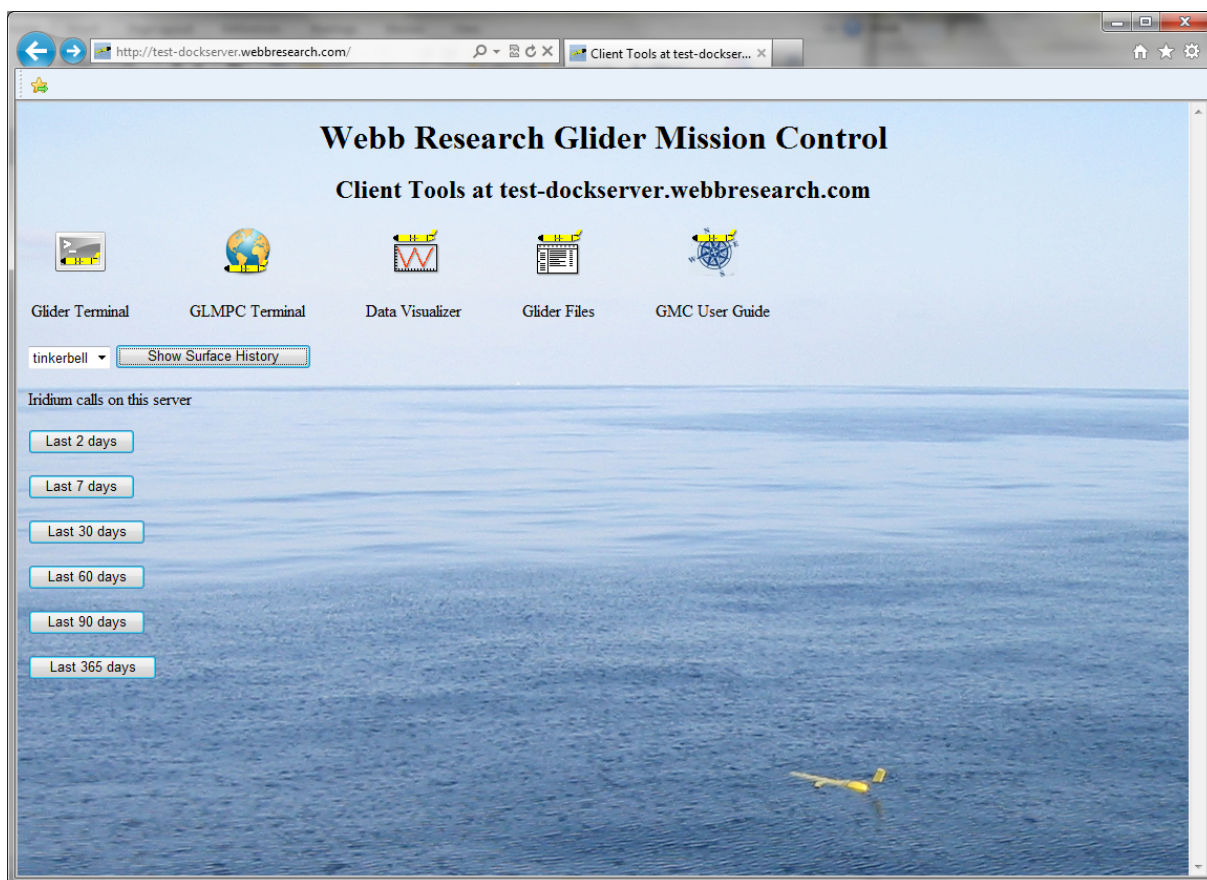 http://test-dockserver.webbresearch.com/
Client Tools at test-dockser...
Webb Research Glider Mission Control
Client Tools at test-dockserver.webbresearch.com
Glider Terminal GLMPC Terminal Data Visualizer Glider Files GMC User Guide
tinkerbell Show Surface History
Iridium calls on this server
Last 2 days
Last 7 days
Last 30 days
Last 60 days
Last 90 days
Last 365 days